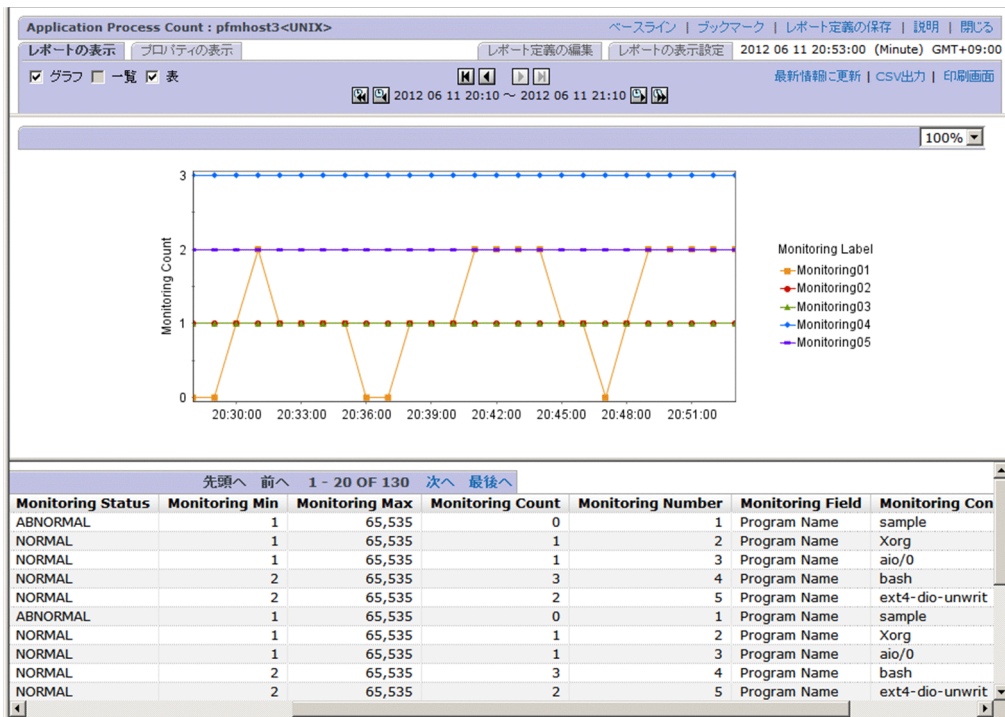 Application Process Count : pfmhost3<UNIX> ベースライン | ブックマーク | レポート定義の保存 | 説明 | 閉じる
レポートの表示 プロパティの表示 レポート定義の編集 レポートの表示設定 2012 06 11 20:53:00 (Minute) GMT+09:00
グラフ 一覧 表 最新情報に更新 | CSV出力 | 印刷画面
2012 06 11 20:10 ～ 2012 06 11 21:10
100%
Monitoring Count
3
2
1
0
20:30:00 20:33:00 20:36:00 20:39:00 20:42:00 20:45:00 20:48:00 20:51:00
Monitoring Label
Monitoring01
Monitoring02
Monitoring03
Monitoring04
Monitoring05
先頭へ 前へ 1 - 20 OF 130 次へ 最後へ
Monitoring Status Monitoring Min Monitoring Max Monitoring Count Monitoring Number Monitoring Field Monitoring Con
ABNORMAL 1 65,535 0 1 Program Name sample
NORMAL 1 65,535 1 2 Program Name Xorg
NORMAL 1 65,535 1 3 Program Name aio/0
NORMAL 2 65,535 3 4 Program Name bash
NORMAL 2 65,535 2 5 Program Name ext4-dio-unwrit
ABNORMAL 1 65,535 0 1 Program Name sample
NORMAL 1 65,535 1 2 Program Name Xorg
NORMAL 1 65,535 1 3 Program Name aio/0
NORMAL 2 65,535 3 4 Program Name bash
NORMAL 2 65,535 2 5 Program Name ext4-dio-unwrit